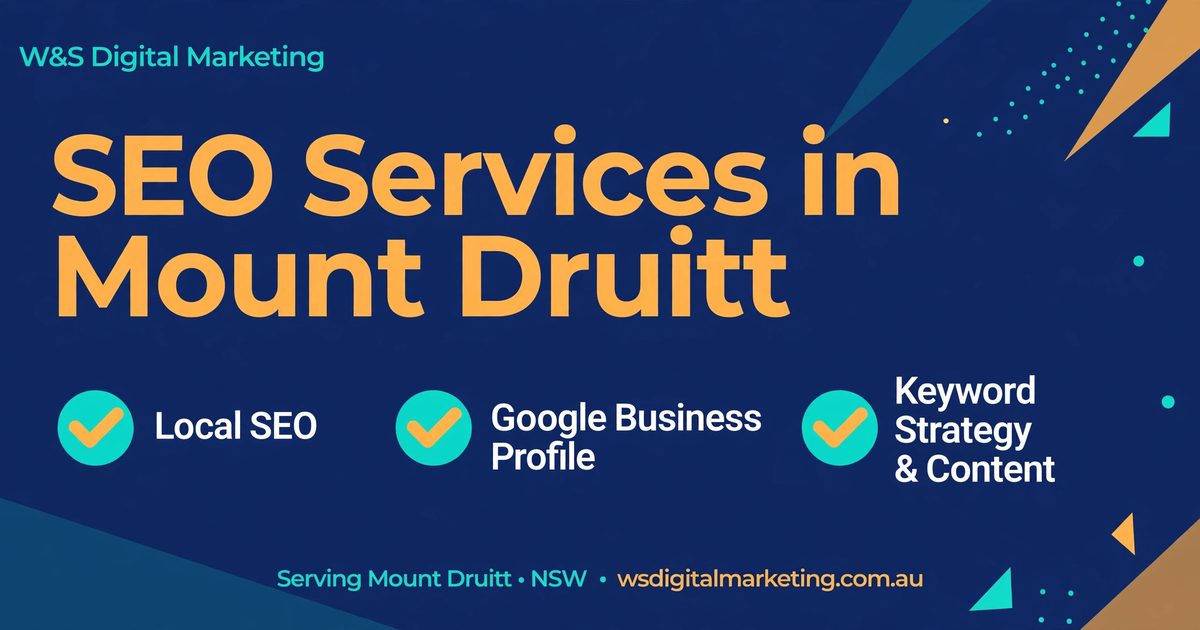 W&S Digital Marketing
SEO Services in
Mount Druitt
Local SEO
Google Business
Profile
Keyword
Strategy
& Content
Serving Mount Druitt • NSW • wsdigitalmarketing.com.au